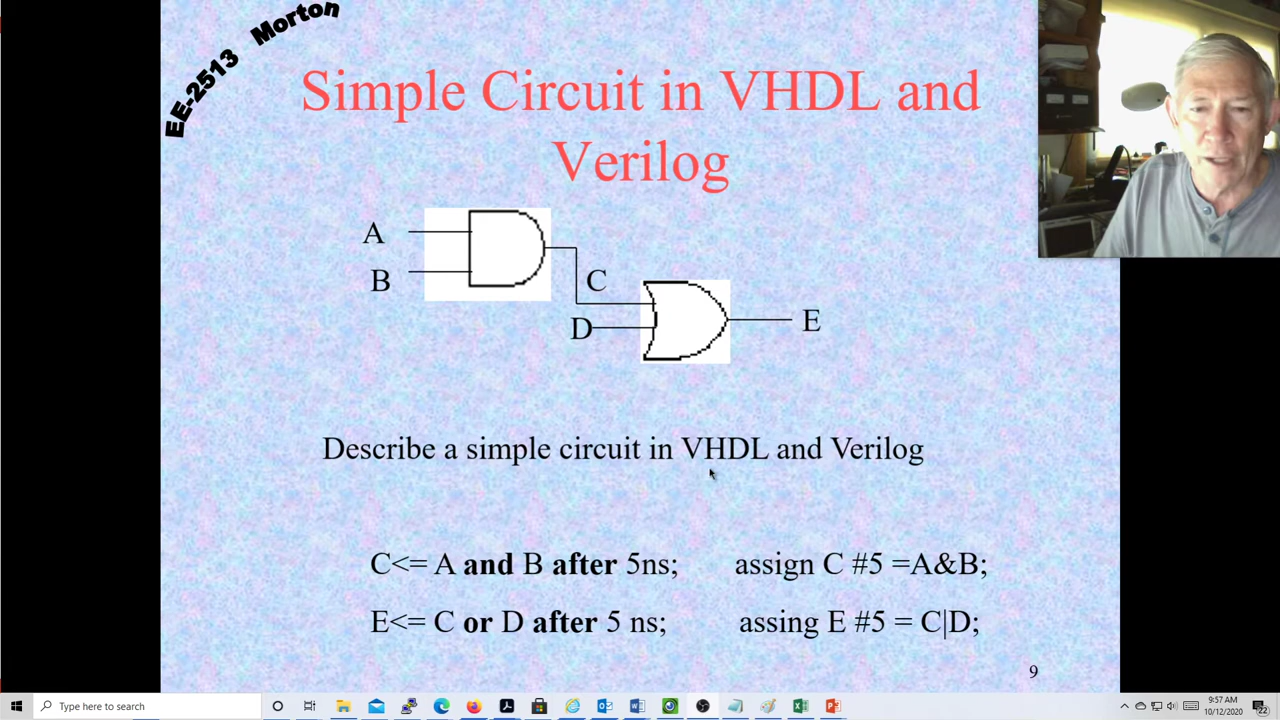 EE-2513 Morton
Simple Circuit in VHDL and
Verilog
A
B
C
D
E
Describe a simple circuit in VHDL and Verilog
C<= A and B after 5ns; assign C #5 =A&B;
E<= C or D after 5 ns; assing E #5 = C|D;
9
Type here to search
9:57 AM
10/12/2020
22